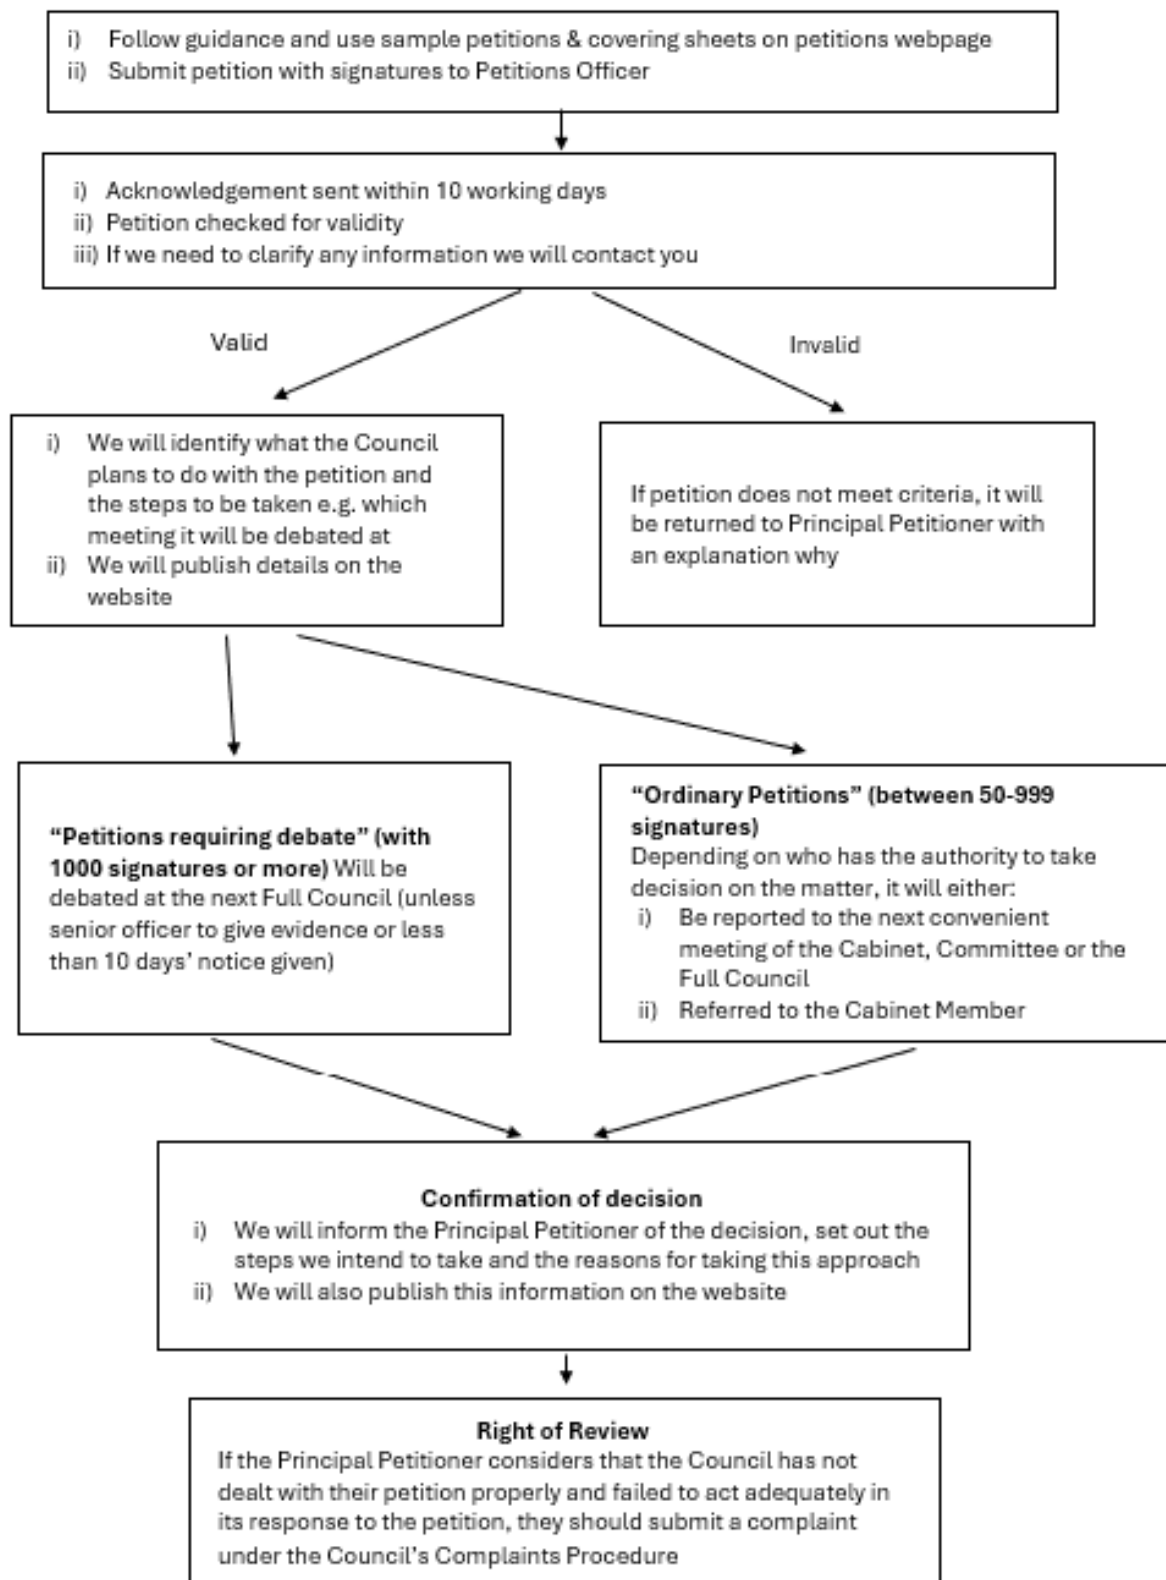 i) Follow guidance and use sample petitions & covering sheets on petitions webpage
ii) Submit petition with signatures to Petitions Officer
i) Acknowledgement sent within 10 working days
ii) Petition checked for validity
iii) If we need to clarify any information we will contact you
Valid
Invalid
i) We will identify what the Council
plans to do with the petition and
the steps to be taken e.g. which
meeting it will be debated at
ii) We will publish details on the
website
If petition does not meet criteria, it will
be returned to Principal Petitioner with
an explanation why
“Petitions requiring debate” (with
1000 signatures or more) Will be
debated at the next Full Council (unless
senior officer to give evidence or less
than 10 days’ notice given)
“Ordinary Petitions” (between 50-999
signatures)
Depending on who has the authority to take
decision on the matter, it will either:
i) Be reported to the next convenient
meeting of the Cabinet, Committee or the
Full Council
ii) Referred to the Cabinet Member
Confirmation of decision
i) We will inform the Principal Petitioner of the decision, set out the
steps we intend to take and the reasons for taking this approach
ii) We will also publish this information on the website
Right of Review
If the Principal Petitioner considers that the Council has not
dealt with their petition properly and failed to act adequately in
its response to the petition, they should submit a complaint
under the Council’s Complaints Procedure